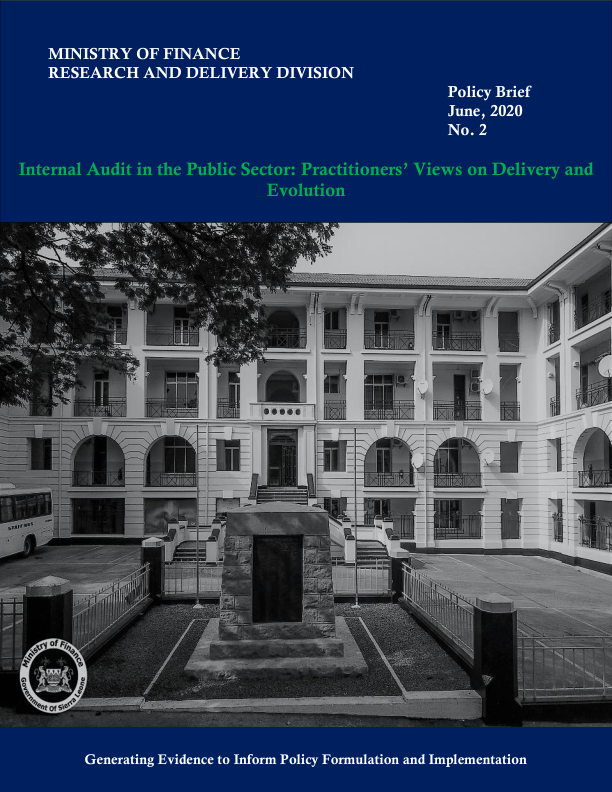 MINISTRY OF FINANCE
RESEARCH AND DELIVERY DIVISION
Policy Brief
June, 2020
No. 2
Internal Audit in the Public Sector: Practitioners' Views on Delivery and
Evolution
STAFF BUS
Ministry of Finance
Government Of Sierra Leone
Generating Evidence to Inform Policy Formulation and Implementation